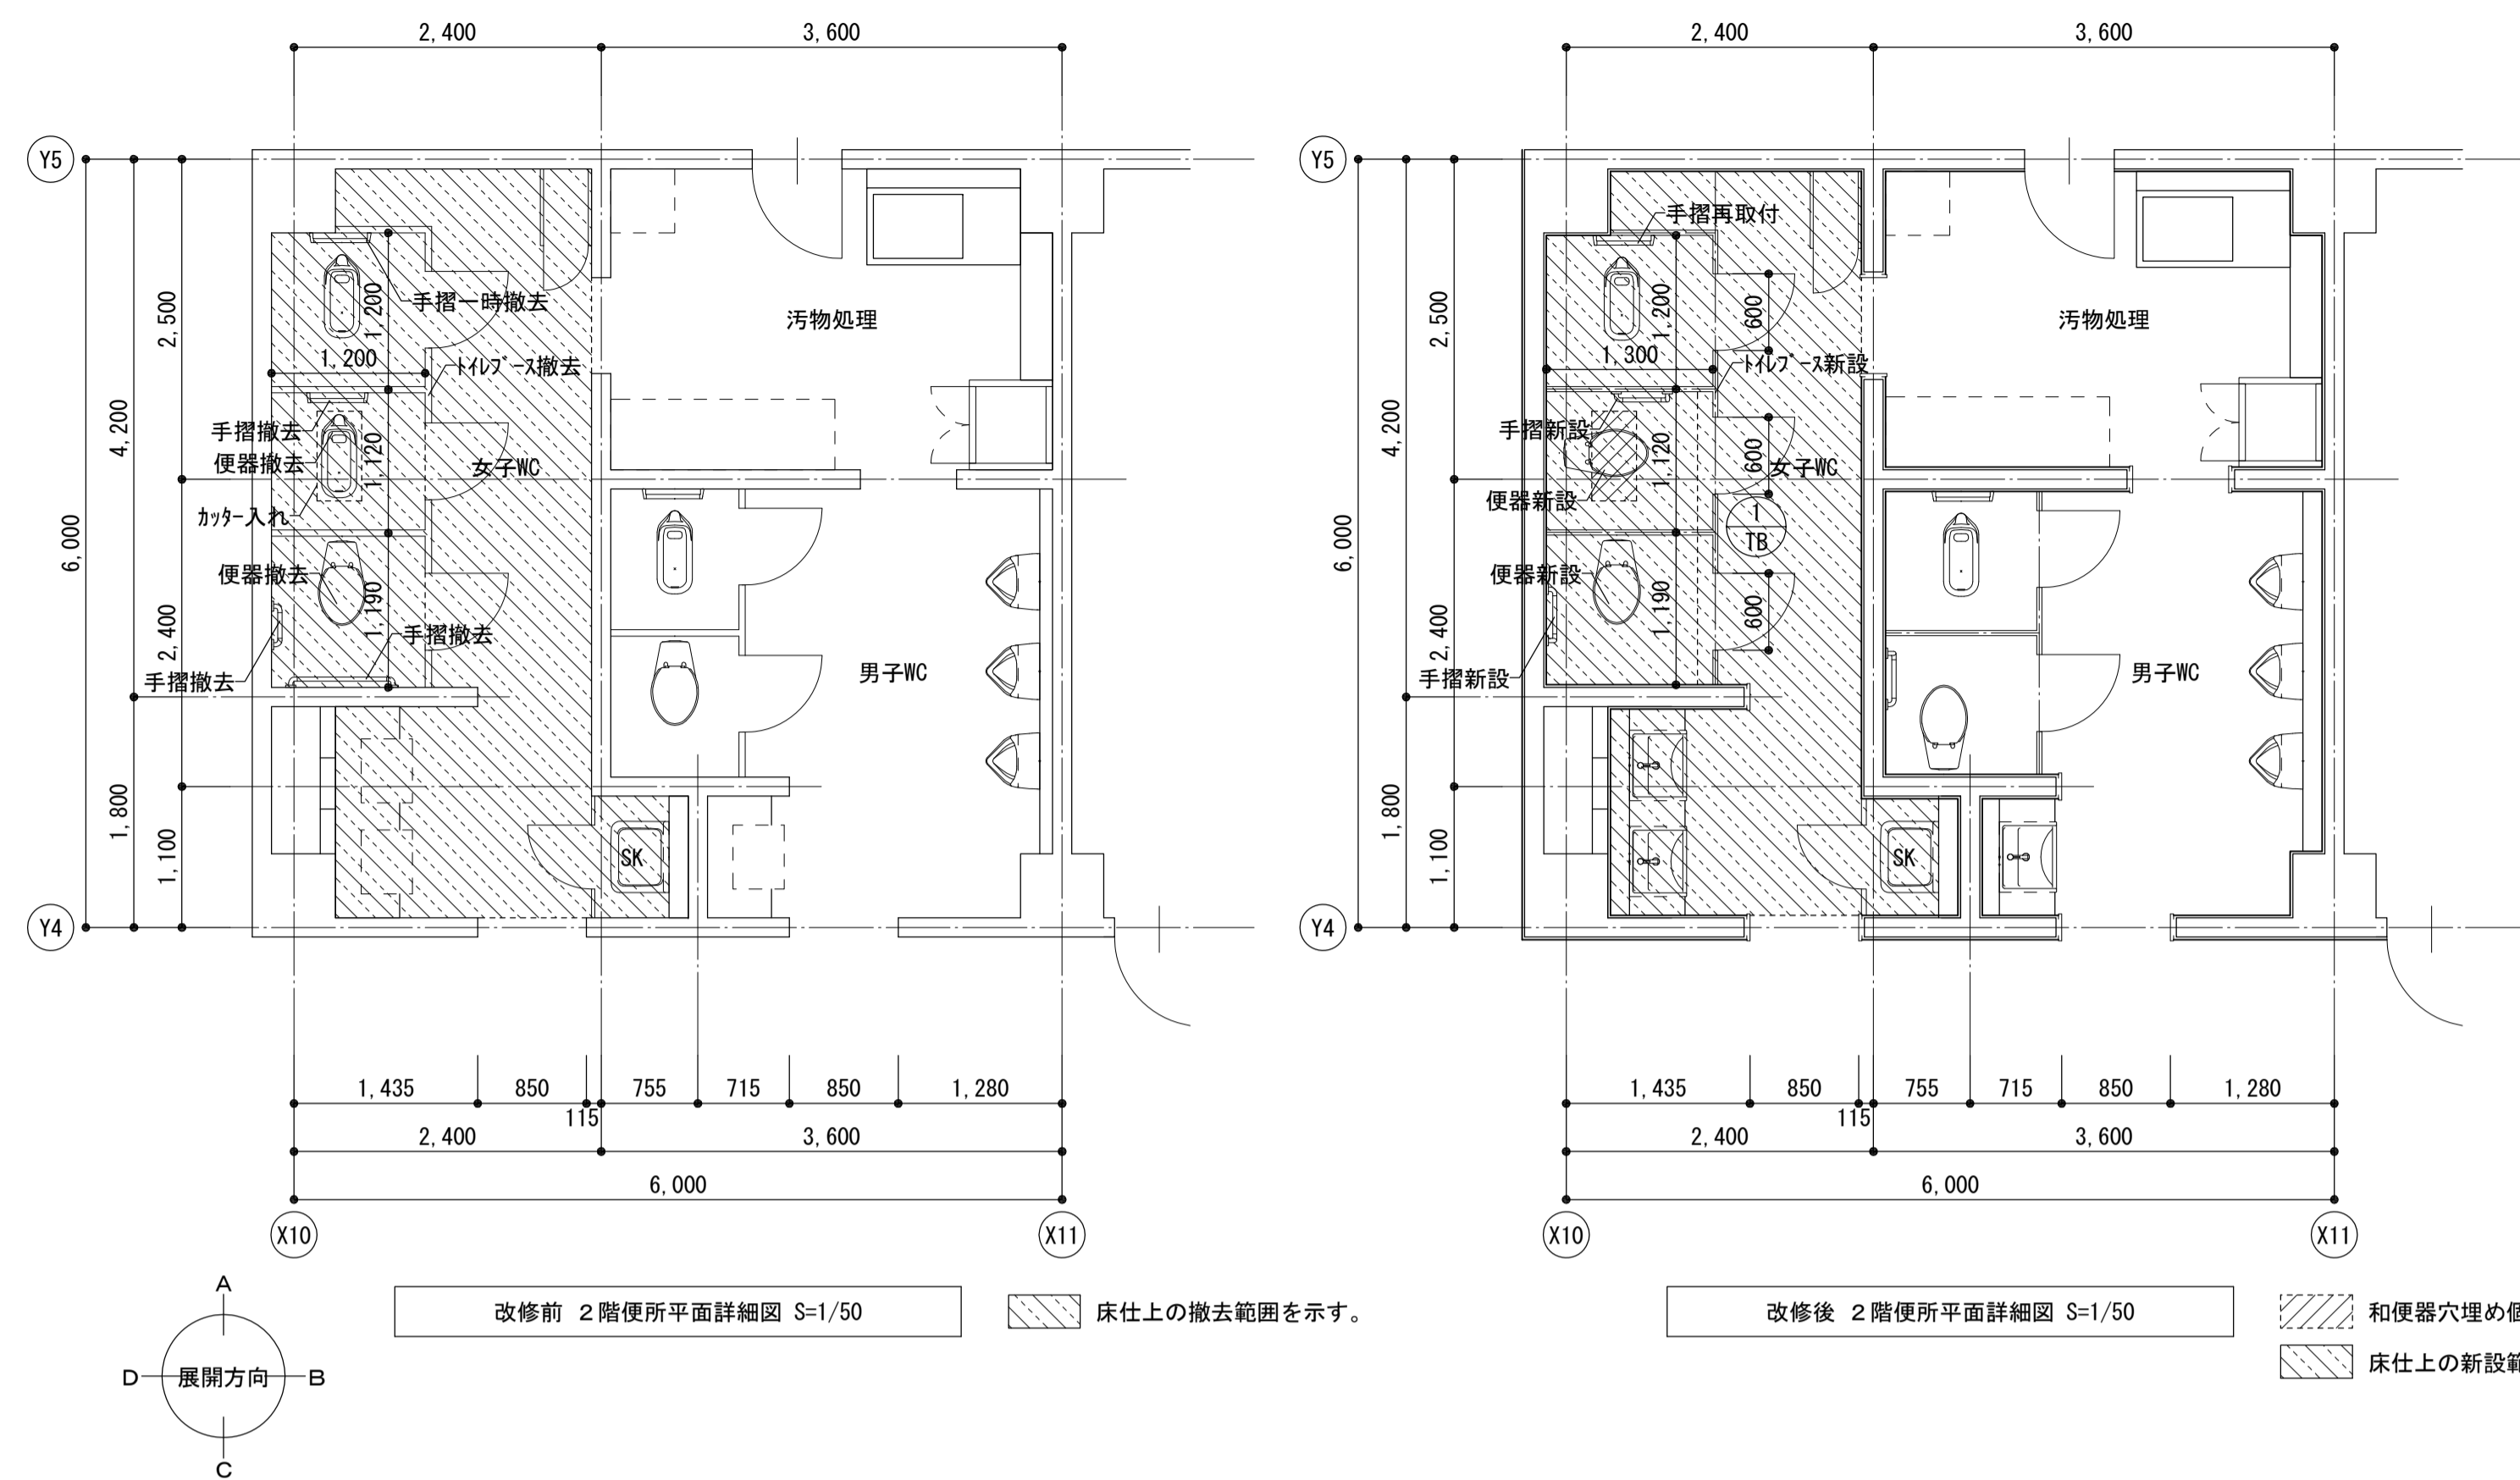 2,400
3,600
Y5
2,500
4,200
6,000
2,400
1,800
1,100
Y4
手摺一時撤去
1,200
1,200
ﾄｲﾚﾌﾞｰｽ撤去
手摺撤去
便器撤去
1,120
女子WC
カッター入れ
便器撤去
1,190
手摺撤去
手摺撤去
汚物処理
男子WC
SK
1,435
850
115
755
715
850
1,280
2,400
3,600
6,000
X10
X11
改修前 2階便所平面詳細図 S=1/50
床仕上の撤去範囲を示す。
A
D
展開方向
B
C
2,400
3,600
Y5
2,500
4,200
6,000
2,400
1,800
1,100
Y4
手摺再取付
1,200
600
1,300
ﾄｲﾚﾌﾞｰｽ新設
手摺新設
1,120
600
女子WC
便器新設
1
TB
便器新設
1,190
600
手摺新設
汚物処理
男子WC
SK
1,435
850
115
755
715
850
1,280
2,400
3,600
6,000
X10
X11
改修後 2階便所平面詳細図 S=1/50
和便器穴埋め
床仕上の新設